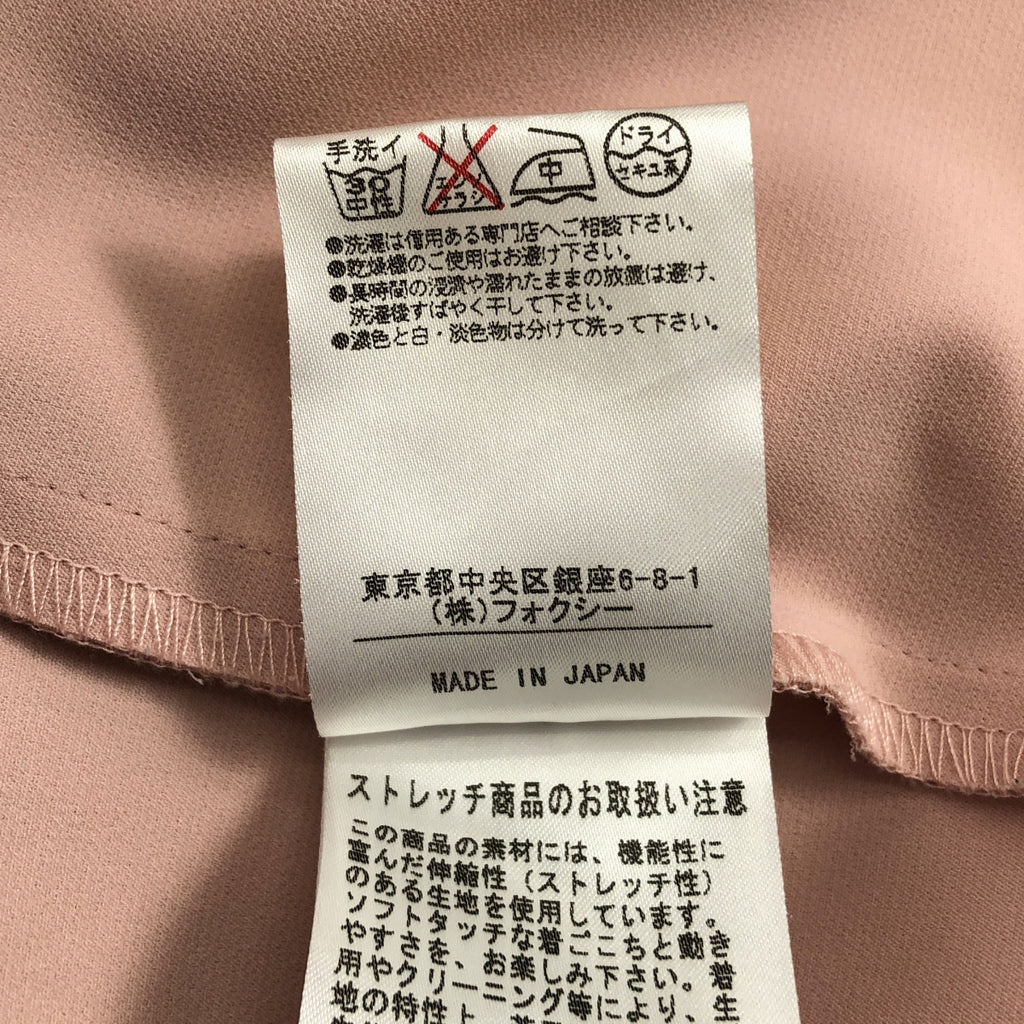 手洗イ
30
中性
エンソ
サラシ
中
ドライ
セキユ系
●洗濯は信用ある専門店へご相談下さい。
●乾燥機のご使用はお避け下さい。
●長時間の浸漬や濡れたままの放置は避け、
洗濯後すばやく干して下さい。
●濃色と白・淡色物は分けて洗って下さい。
東京都中央区銀座6-8-1
(株)フォクシー
MADE IN JAPAN
ストレッチ商品のお取扱い注意
この商品の素材には、機能性に
富んだ伸縮性(ストレッチ性)
のある生地を使用しています。
ソフトタッチな着ごこちと動き
やすさを、お楽しみ下さい。着
用やクリーニング等により、生
地の特性上